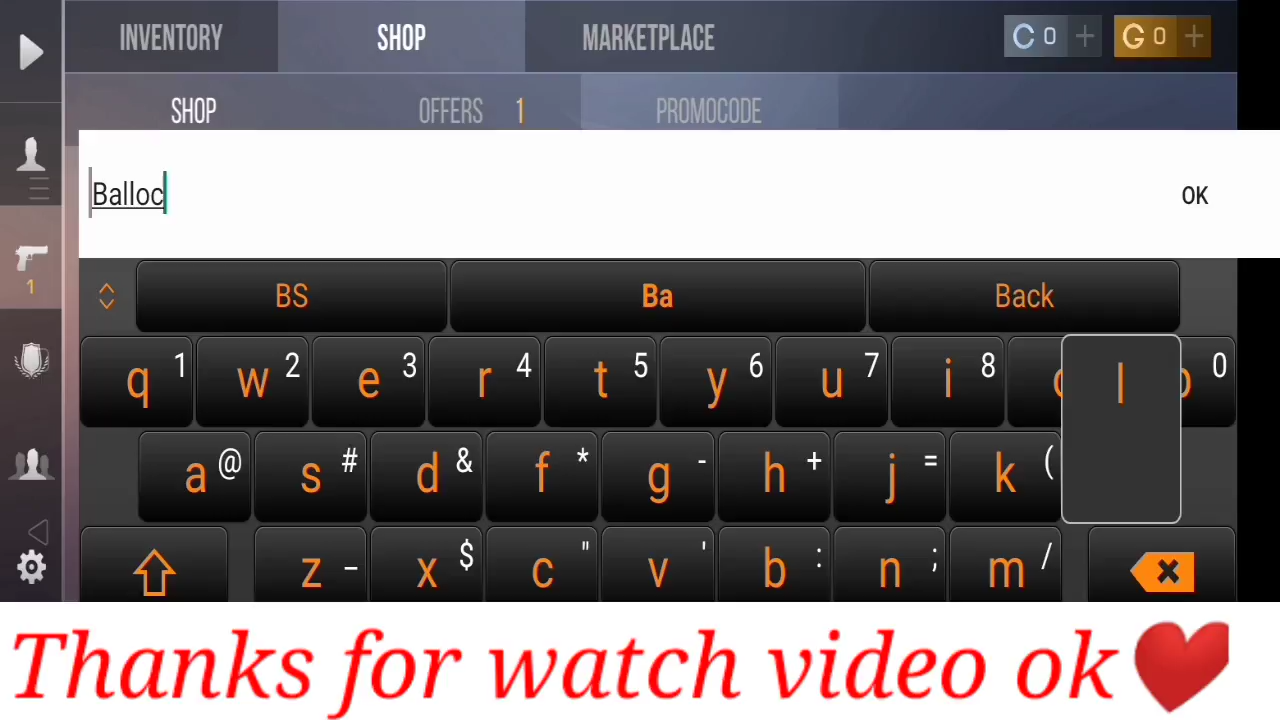 INVENTORY SHOP MARKETPLACE C 0 + G 0 +
SHOP OFFERS 1 PROMOCODE
Balloc OK
1
BS Ba Back
q 1 w 2 e 3 r 4 t 5 y 6 u 7 i 8 0
l
a @ s # d & f * g - h + j = k (
z _ x $ c " v ' b : n ; m /
Thanks for watch video ok❤